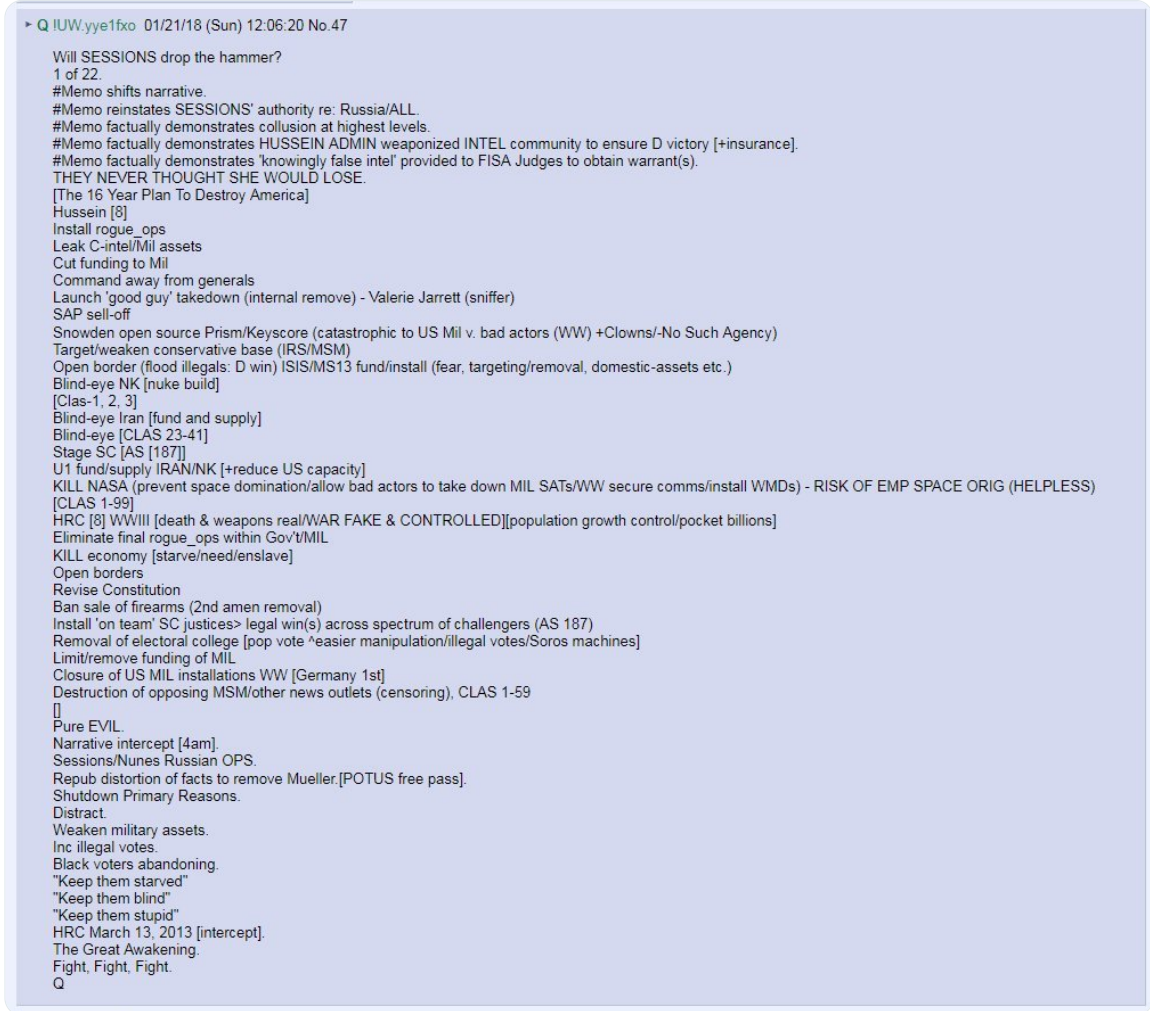 Q !UW.yye1fxo 01/21/18 (Sun) 12:06:20 No.47
Will SESSIONS drop the hammer?
1 of 22.
#Memo shifts narrative.
#Memo reinstates SESSIONS' authority re: Russia/ALL.
#Memo factually demonstrates collusion at highest levels.
#Memo factually demonstrates HUSSEIN ADMIN weaponized INTEL community to ensure D victory [+insurance].
#Memo factually demonstrates 'knowingly false intel' provided to FISA Judges to obtain warrant(s).
THEY NEVER THOUGHT SHE WOULD LOSE.
[The 16 Year Plan To Destroy America]
Hussein [8]
Install rogue_ops
Leak C-intel/Mil assets
Cut funding to Mil
Command away from generals
Launch 'good guy' takedown (internal remove) - Valerie Jarrett (sniffer)
SAP sell-off
Snowden open source Prism/Keyscore (catastrophic to US Mil v. bad actors (WW) +Clowns/-No Such Agency)
Target/weaken conservative base (IRS/MSM)
Open border (flood illegals: D win) ISIS/MS13 fund/install (fear, targeting/removal, domestic-assets etc.)
Blind-eye NK [nuke build]
[Clas-1, 2, 3]
Blind-eye Iran [fund and supply]
Blind-eye [CLAS 23-41]
Stage SC [AS [187]]
U1 fund/supply IRAN/NK [+reduce US capacity]
KILL NASA (prevent space domination/allow bad actors to take down MIL SATs/WW secure comms/install WMDs) - RISK OF EMP SPACE ORIG (HELPLESS)
[CLAS 1-99]
HRC [8] WWIII [death & weapons real/WAR FAKE & CONTROLLED][population growth control/pocket billions]
Eliminate final rogue_ops within Gov't/MIL
KILL economy [starve/need/enslave]
Open borders
Revise Constitution
Ban sale of firearms (2nd amen removal)
Install 'on team' SC justices> legal win(s) across spectrum of challengers (AS 187)
Removal of electoral college [pop vote ^easier manipulation/illegal votes/Soros machines]
Limit/remove funding of MIL
Closure of US MIL installations WW [Germany 1st]
Destruction of opposing MSM/other news outlets (censoring), CLAS 1-59
[]
Pure EVIL.
Narrative intercept [4am].
Sessions/Nunes Russian OPS.
Repub distortion of facts to remove Mueller.[POTUS free pass].
Shutdown Primary Reasons.
Distract.
Weaken military assets.
Inc illegal votes.
Black voters abandoning.
"Keep them starved"
"Keep them blind"
"Keep them stupid"
HRC March 13, 2013 [intercept].
The Great Awakening.
Fight, Fight, Fight.
Q